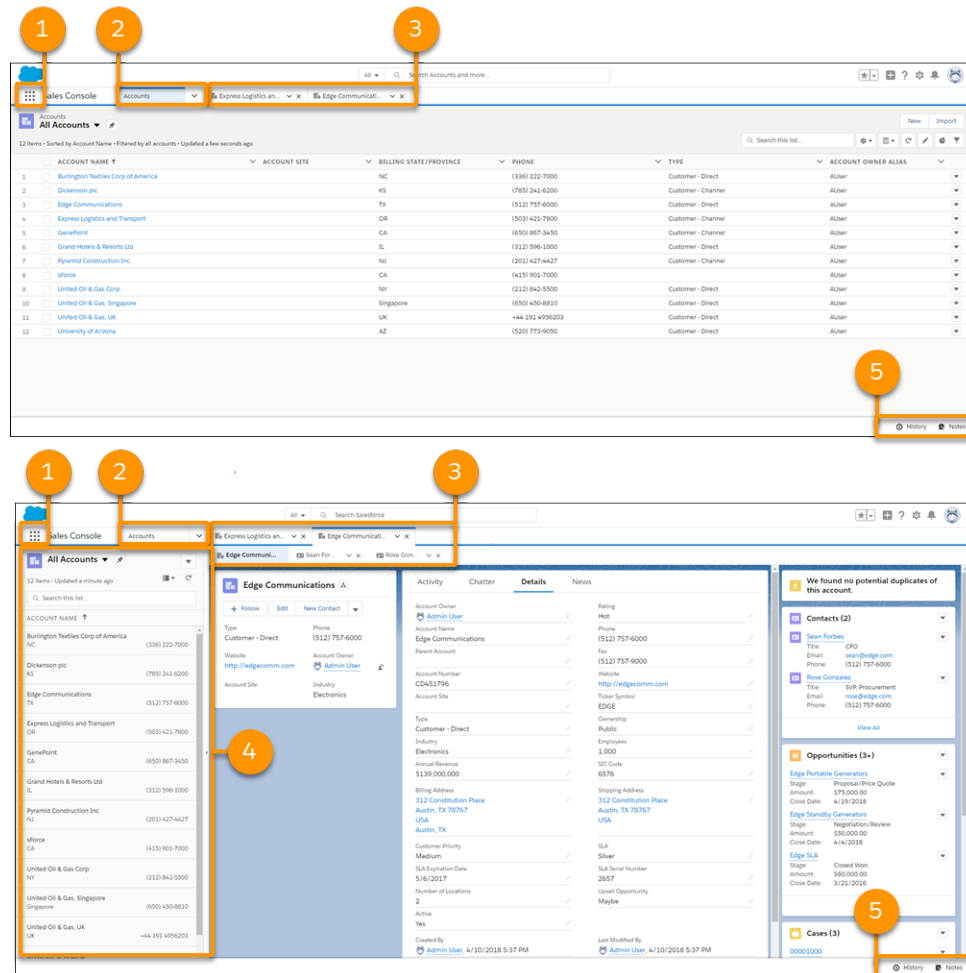 1 2 3
All Search Accounts and more...
ales Console Accounts Express Logistics an... Edge Communicati...
Accounts
All Accounts
New Import
12 items • Sorted by Account Name • Filtered by all accounts • Updated a few seconds ago
Search this list...
ACCOUNT NAME ↑ ACCOUNT SITE BILLING STATE/PROVINCE PHONE TYPE ACCOUNT OWNER ALIAS
1 Burlington Textiles Corp of America NC (336) 222-7000 Customer - Direct AUser
2 Dickenson plc KS (785) 241-6200 Customer - Channel AUser
3 Edge Communications TX (512) 757-6000 Customer - Direct AUser
4 Express Logistics and Transport OR (503) 421-7800 Customer - Channel AUser
5 GenePoint CA (650) 867-3450 Customer - Channel AUser
6 Grand Hotels & Resorts Ltd IL (312) 596-1000 Customer - Direct AUser
7 Pyramid Construction Inc. NJ (201) 427-4427 Customer - Channel AUser
8 sForce CA (415) 901-7000 AUser
9 United Oil & Gas Corp. NY (212) 842-5500 Customer - Direct AUser
10 United Oil & Gas, Singapore Singapore (650) 450-8810 Customer - Direct AUser
11 United Oil & Gas, UK UK +44 191 4956203 Customer - Direct AUser
12 University of Arizona AZ (520) 773-9050 Customer - Direct AUser
5
History Notes
1 2 3
All Search Salesforce
ales Console Accounts Express Logistics an... Edge Communicati...
Edge Communi... Sean For... Rose Gon...
All Accounts
12 items • Updated a minute ago
Search this list...
ACCOUNT NAME ↑
Burlington Textiles Corp of America
NC (336) 222-7000
Dickenson plc
KS (785) 241-6200
Edge Communications
TX (512) 757-6000
Express Logistics and Transport
OR (503) 421-7800
GenePoint
CA (650) 867-3450
Grand Hotels & Resorts Ltd
IL (312) 596-1000
Pyramid Construction Inc.
NJ (201) 427-4427
sForce
CA (415) 901-7000
United Oil & Gas Corp.
NY (212) 842-5500
United Oil & Gas, Singapore
Singapore (650) 450-8810
United Oil & Gas, UK
UK +44 191 4956203
4
Edge Communications
+ Follow Edit New Contact
Type Phone
Customer - Direct (512) 757-6000
Website Account Owner
http://edgecomm.com Admin User
Account Site Industry
Electronics
Activity Chatter Details News
Account Owner Rating
Admin User Hot
Account Name Phone
Edge Communications (512) 757-6000
Parent Account Fax
(512) 757-9000
Account Number Website
CD451796 http://edgecomm.com
Account Site Ticker Symbol
EDGE
Type Ownership
Customer - Direct Public
Industry Employees
Electronics 1,000
Annual Revenue SIC Code
$139,000,000 6576
Billing Address Shipping Address
312 Constitution Place 312 Constitution Place
Austin, TX 78767 Austin, TX 78767
USA USA
Austin, TX
Customer Priority SLA
Medium Silver
SLA Expiration Date SLA Serial Number
5/6/2017 2657
Number of Locations Upsell Opportunity
2 Maybe
Active
Yes
Created By Last Modified By
Admin User, 4/10/2018 5:37 PM Admin User, 4/10/2018 5:37 PM
We found no potential duplicates of
this account.
Contacts (2)
Sean Forbes
Title: CFO
Email: sean@edge.com
Phone: (512) 757-6000
Rose Gonzalez
Title: SVP, Procurement
Email: rose@edge.com
Phone: (512) 757-6000
View All
Opportunities (3+)
Edge Portable Generators
Stage: Proposal/Price Quote
Amount: $75,000.00
Close Date: 4/19/2018
Edge Standby Generators
Stage: Negotiation/Review
Amount: $50,000.00
Close Date: 4/4/2018
Edge SLA
Stage: Closed Won
Amount: $60,000.00
Close Date: 3/21/2016
5
Cases (3)
00001000
History Notes